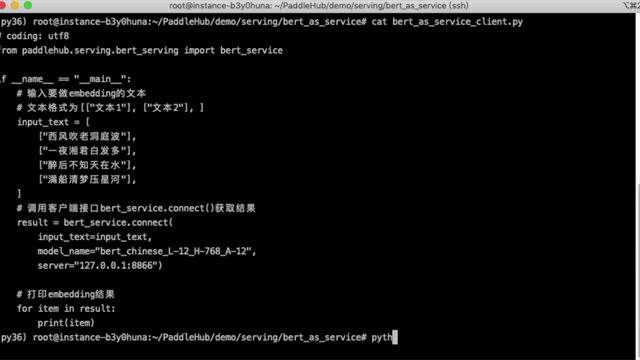 root@instance-b3y0huna: ~/PaddleHub/demo/serving/bert_as_service (ssh)
py36) root@instance-b3y0huna:~/PaddleHub/demo/serving/bert_as_service# cat bert_as_service_client.py
# coding: utf8
from paddlehub.serving.bert_serving import bert_service
if __name__ == "__main__":
# 输入要做embedding的文本
# 文本格式为[["文本1"], ["文本2"], ]
input_text = [
["西风吹老洞庭波"],
["一夜湘君白发多"],
["醉后不知天在水"],
["满船清梦压星河"],
]
# 调用客户端接口bert_service.connect()获取结果
result = bert_service.connect(
input_text=input_text,
model_name="bert_chinese_L-12_H-768_A-12",
server="127.0.0.1:8866")
# 打印embedding结果
for item in result:
print(item)
py36) root@instance-b3y0huna:~/PaddleHub/demo/serving/bert_as_service# pyth